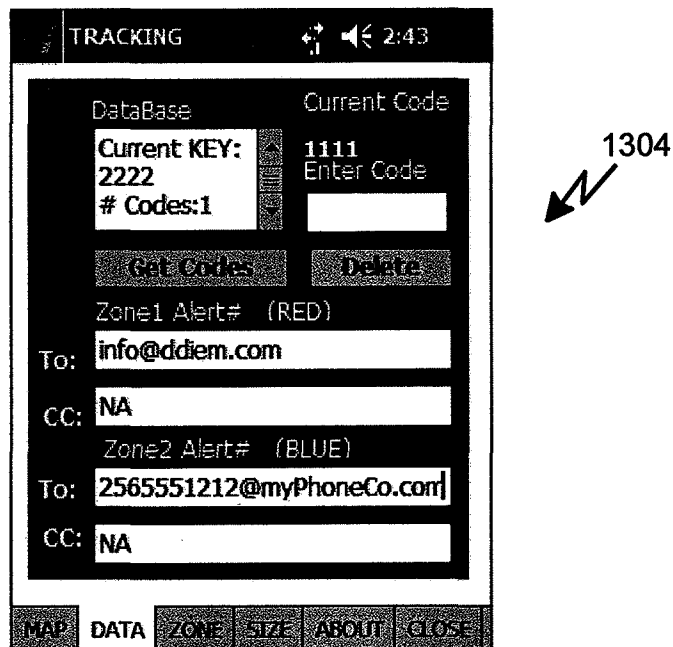 TRACKING 2:43
DataBase Current Code
Current KEY:
2222
# Codes:1
1111
Enter Code
Get Codes Delete
Zone1 Alert# (RED)
To: info@ddiem.com
CC: NA
Zone2 Alert# (BLUE)
To: 2565551212@myPhoneCo.com
CC: NA
MAP DATA ZONE SIZE ABOUT CLOSE
1304